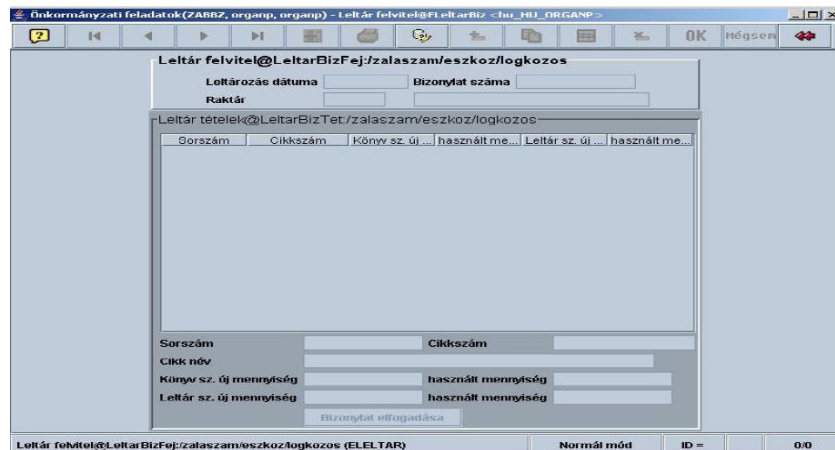 Önkormányzati feladatok(ZABBZ, organp, organp) - Leltár felvitel@FLeltarBiz <hu_HU_ORGANP>
? OK Mégsem
Leltár felvitel@LeltarBizFej:/zalaszam/eszkoz/logkozos
Leltározás dátuma Bizonylat száma
Raktár
Leltár tételek@LeltarBizTet:/zalaszam/eszkoz/logkozos
Sorszám Cikkszám Könyv sz. új ... használt me... Leltár sz. új ... használt me...
Sorszám Cikkszám
Cikk név
Könyv sz. új mennyiség használt mennyiség
Leltár sz. új mennyiség használt mennyiség
Bizonylat elfogadása
Leltár felvitel@LeltarBizFej:/zalaszam/eszkoz/logkozos (ELELTAR) Normál mód ID = 0/0